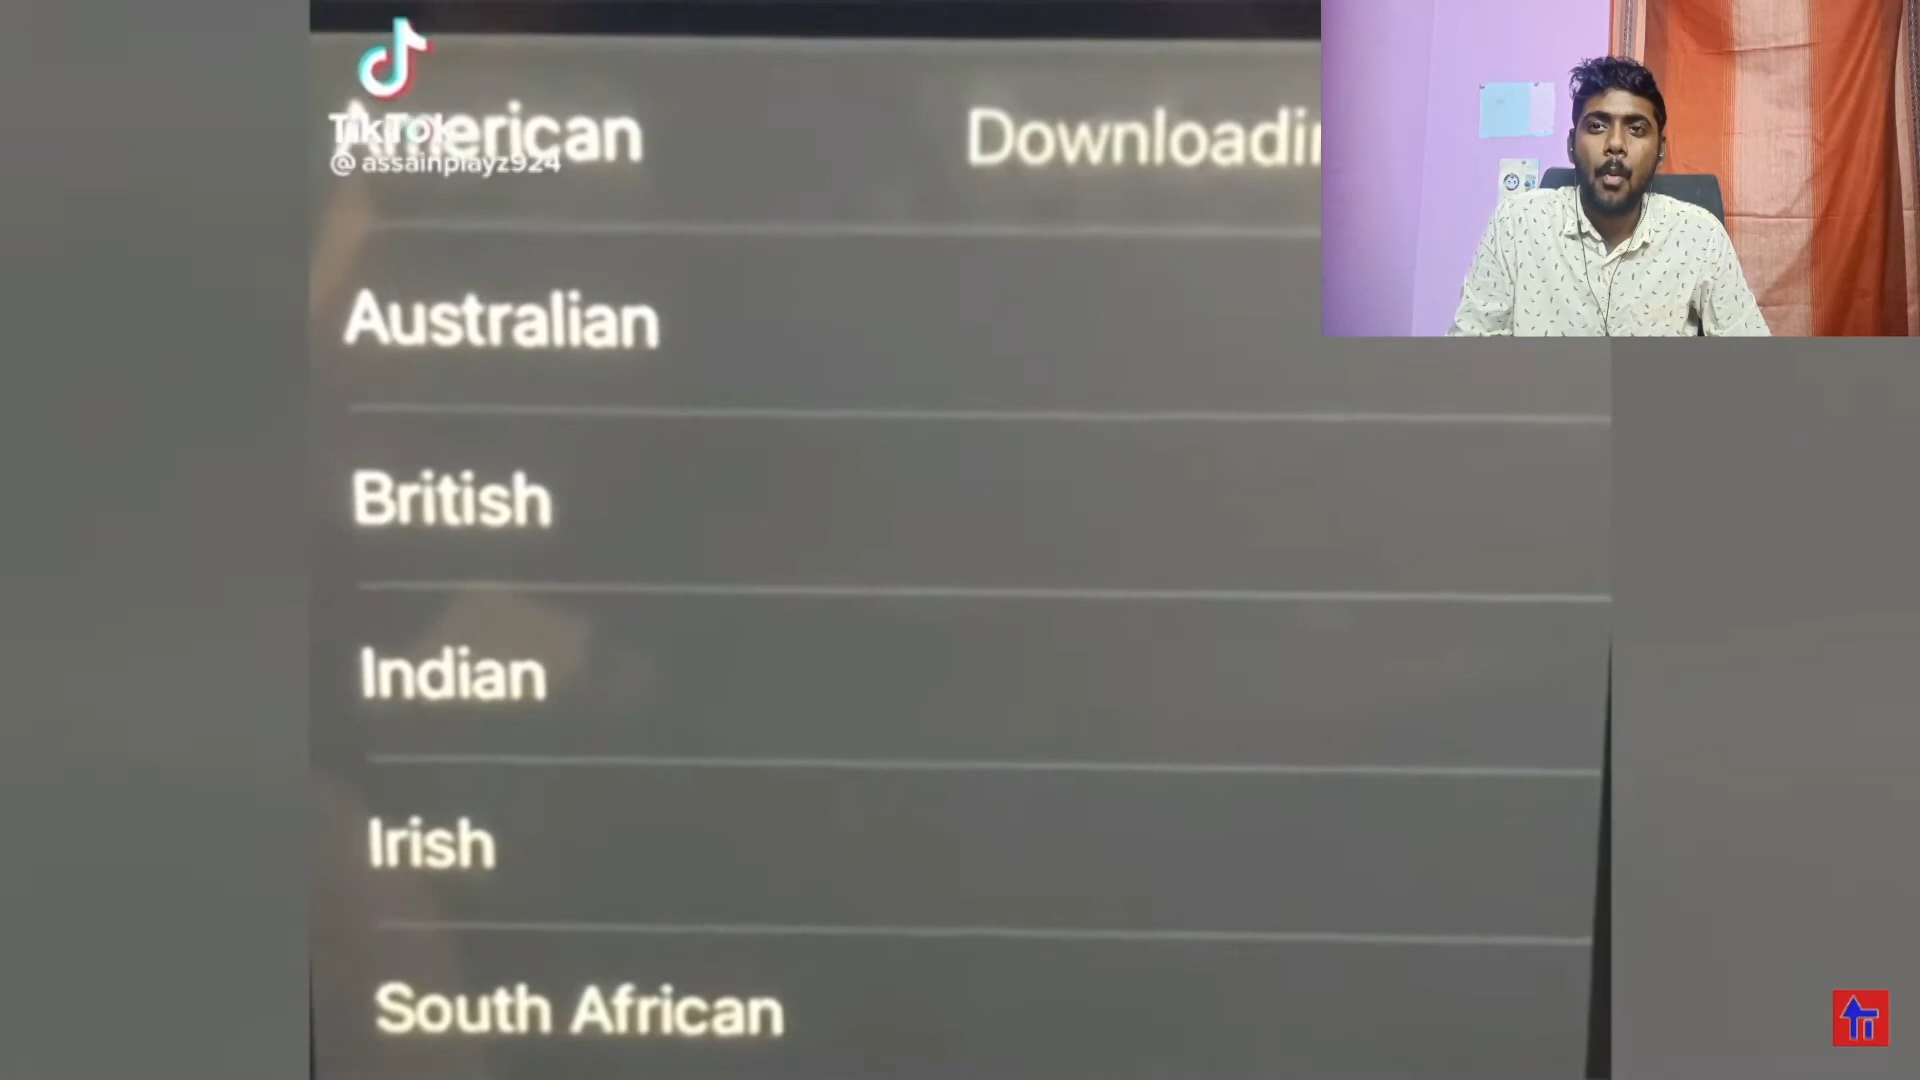 TikTok
@assainplayz924
American Downloadin
Australian
British
Indian
Irish
South African